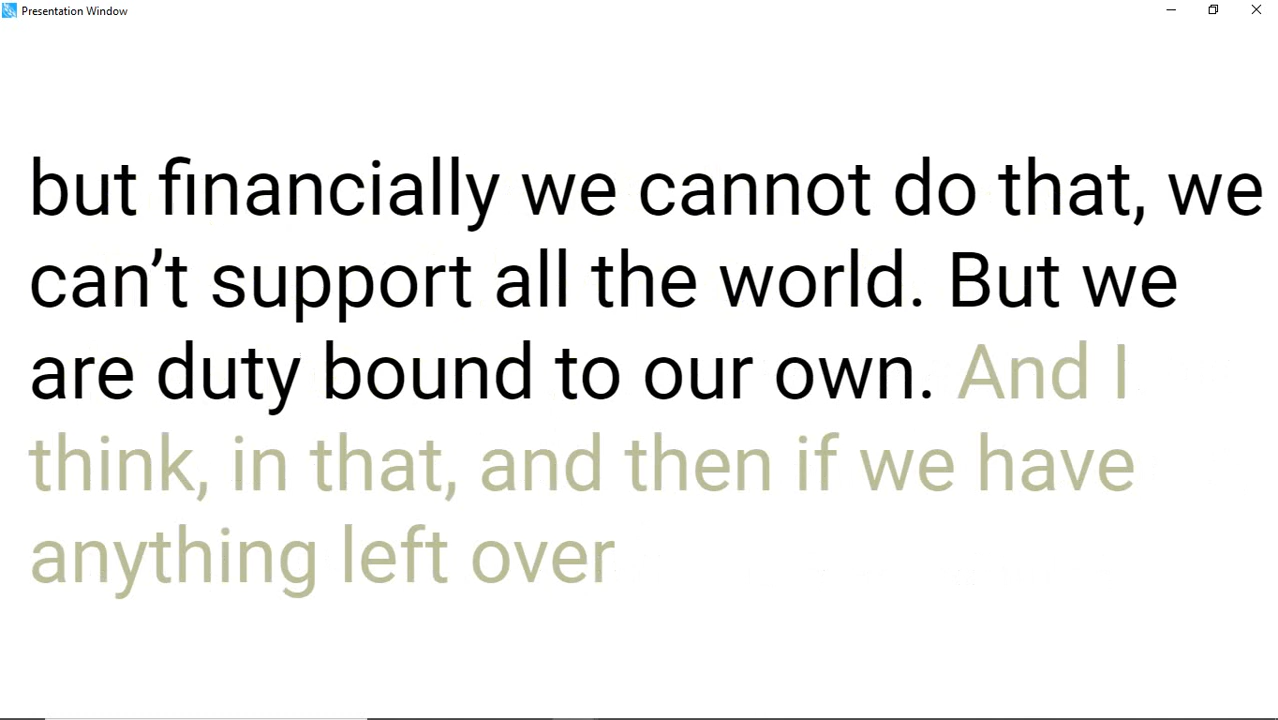 Presentation Window
but financially we cannot do that, we
can’t support all the world. But we
are duty bound to our own. And I
think, in that, and then if we have
anything left over